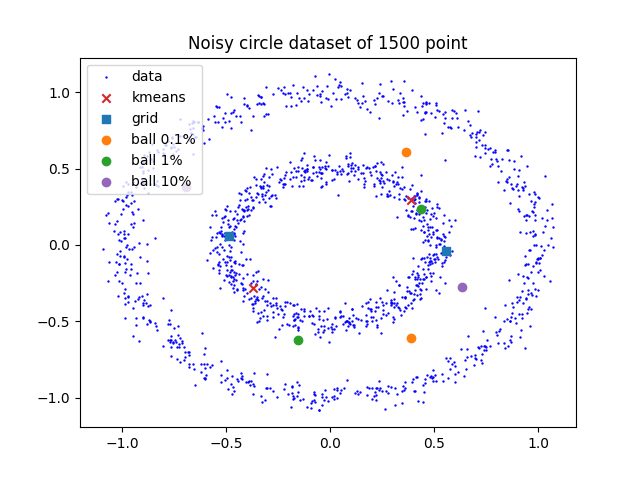 Noisy circle dataset of 1500 point
data
kmeans
grid
ball 0.1%
ball 1%
ball 10%
1.0
0.5
0.0
−0.5
−1.0
−1.0 −0.5 0.0 0.5 1.0